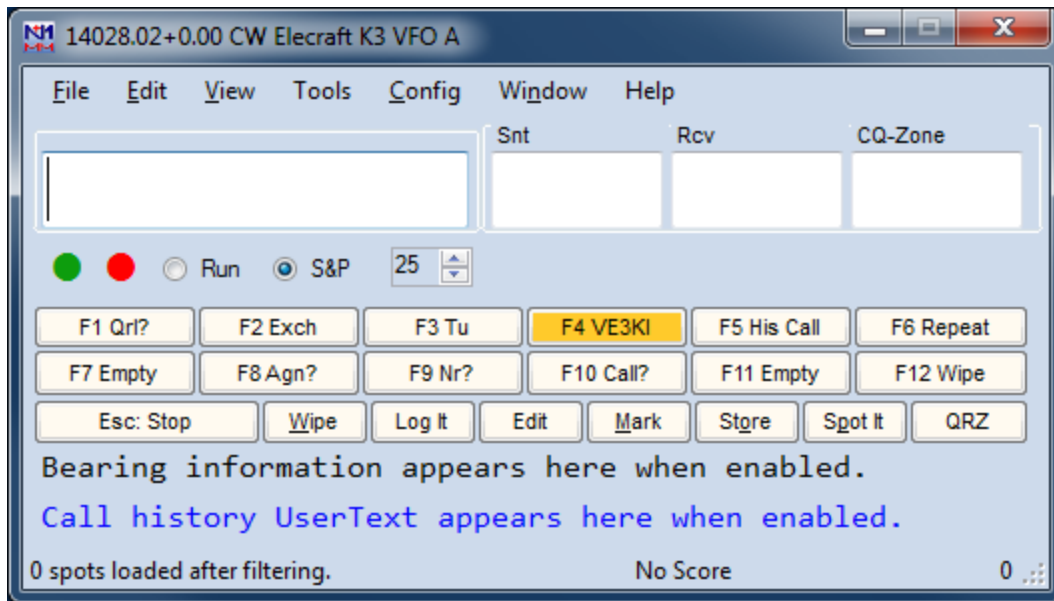 N1 MM 14028.02+0.00 CW Elecraft K3 VFO A
File Edit View Tools Config Window Help
Snt Rcv CQ-Zone
Run S&P 25
F1 Qrl? F2 Exch F3 Tu F4 VE3KI F5 His Call F6 Repeat
F7 Empty F8 Agn? F9 Nr? F10 Call? F11 Empty F12 Wipe
Esc: Stop Wipe Log It Edit Mark Store Spot It QRZ
Bearing information appears here when enabled.
Call history UserText appears here when enabled.
0 spots loaded after filtering. No Score 0